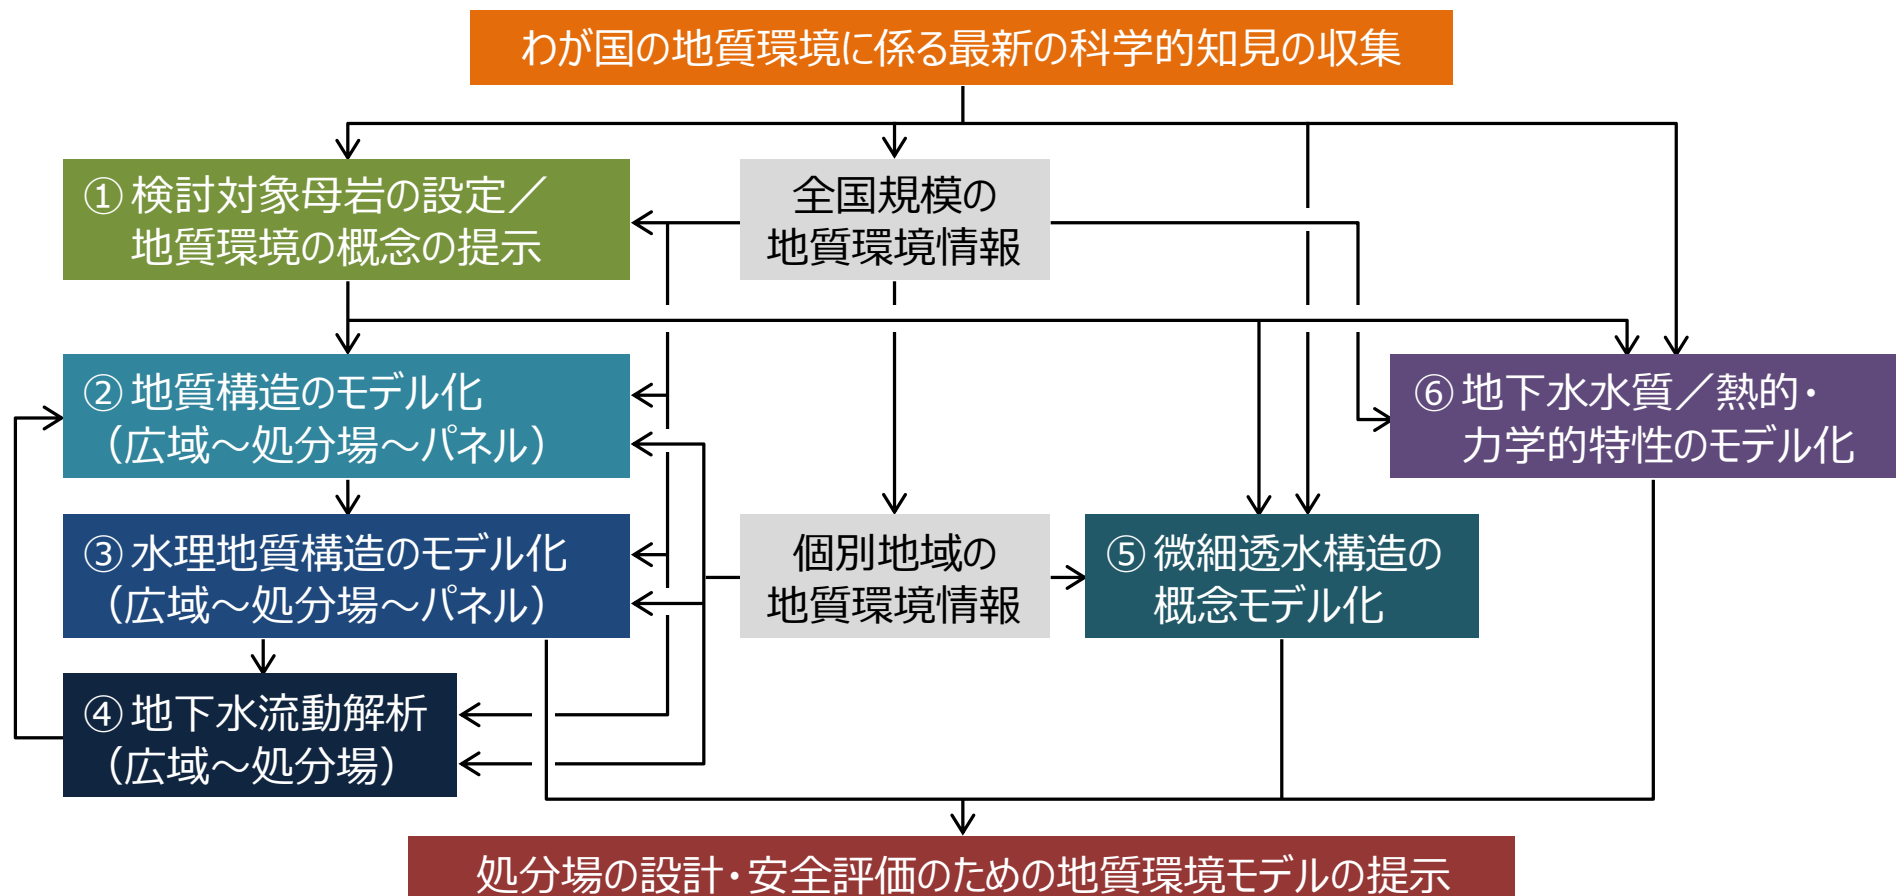 わが国の地質環境に係る最新の科学的知見の収集
① 検討対象母岩の設定／
地質環境の概念の提示
全国規模の
地質環境情報
② 地質構造のモデル化
（広域～処分場～パネル）
⑥ 地下水水質／熱的・
力学的特性のモデル化
③ 水理地質構造のモデル化
（広域～処分場～パネル）
個別地域の
地質環境情報
⑤ 微細透水構造の
概念モデル化
④ 地下水流動解析
（広域～処分場）
処分場の設計・安全評価のための地質環境モデルの提示